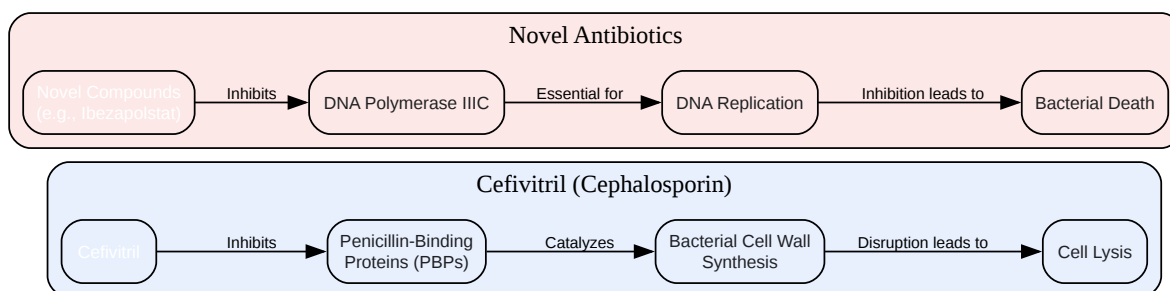 Novel Antibiotics
Novel Compounds
(e.g., Ibezapolstat)
Inhibits
DNA Polymerase IIIC
Essential for
DNA Replication
Inhibition leads to
Bacterial Death
Cefivitril (Cephalosporin)
Cefivitril
Inhibits
Penicillin-Binding
Proteins (PBPs)
Catalyzes
Bacterial Cell Wall
Synthesis
Disruption leads to
Cell Lysis